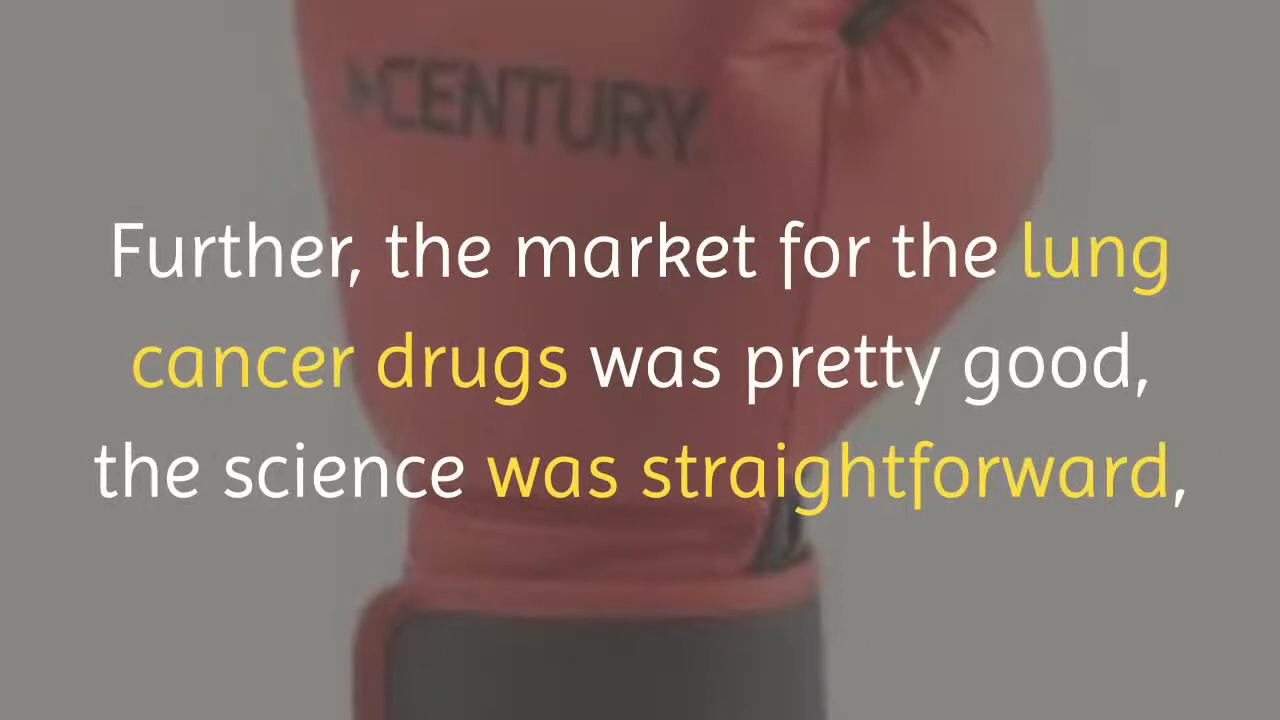 CENTURY
Further, the market for the lung
cancer drugs was pretty good,
the science was straightforward,